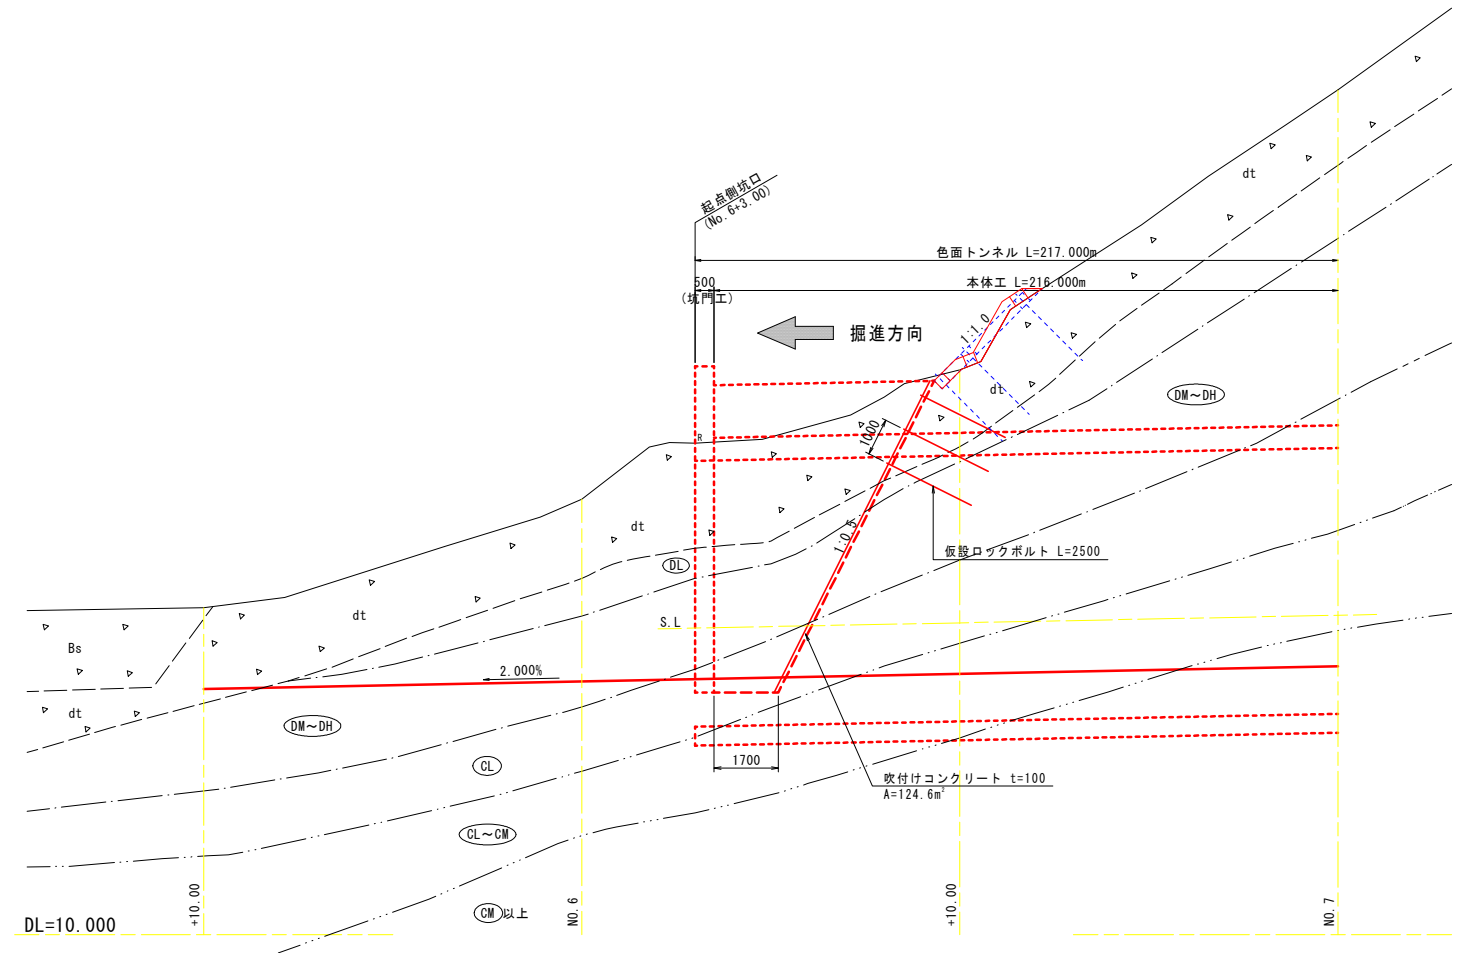 起点側坑口
(No.6+3.00)
色面トンネル L=217.000m
500
(坑門工)
本体工 L=216.000m
掘進方向
1:1.0
dt
dt
DM～DH
R
1000
1:0.5
仮設ロックボルト L=2500
dt
DL
S.L
dt
Bs
dt
2.000%
DM～DH
1700
CL
吹付けコンクリート t=100
A=124.6m²
CL～CM
CM以上
+10.00
NO.6
+10.00
NO.7
DL=10.000